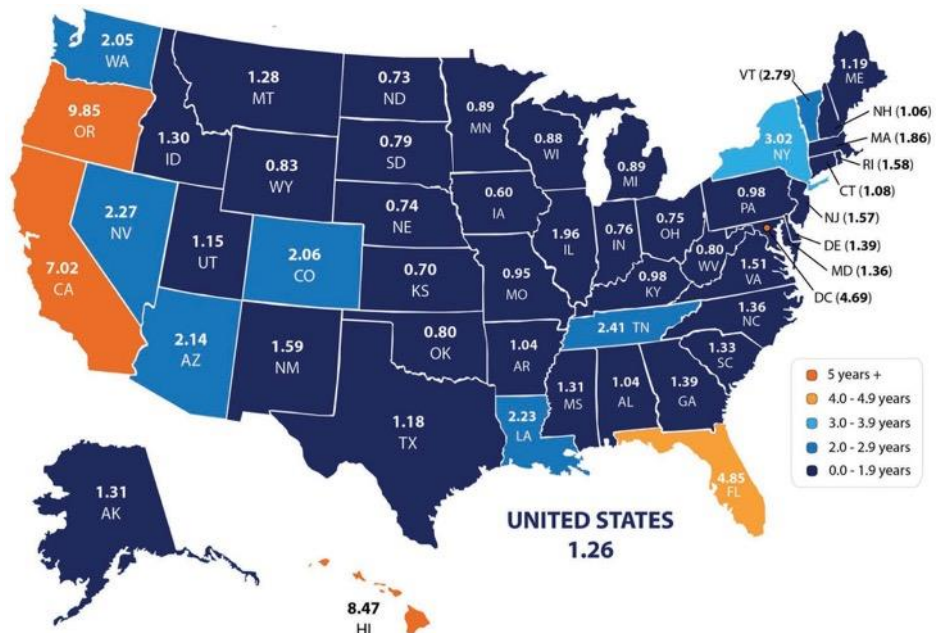 2.05
WA
9.85
OR
7.02
CA
2.27
NV
1.30
ID
1.28
MT
0.83
WY
1.15
UT
2.06
CO
2.14
AZ
1.59
NM
0.73
ND
0.79
SD
0.74
NE
0.70
KS
0.80
OK
1.18
TX
0.89
MN
0.60
IA
0.95
MO
1.04
AR
2.23
LA
0.88
WI
1.96
IL
0.89
MI
0.76
IN
0.75
OH
0.98
KY
2.41 TN
1.31
MS
1.04
AL
1.39
GA
4.85
FL
1.33
SC
1.36
NC
1.51
VA
0.80
WV
0.98
PA
3.02
NY
1.19
ME
VT (2.79)
NH (1.06)
MA (1.86)
RI (1.58)
CT (1.08)
NJ (1.57)
DE (1.39)
MD (1.36)
DC (4.69)
5 years +
4.0 - 4.9 years
3.0 - 3.9 years
2.0 - 2.9 years
0.0 - 1.9 years
UNITED STATES
1.26
1.31
AK
8.47
HI